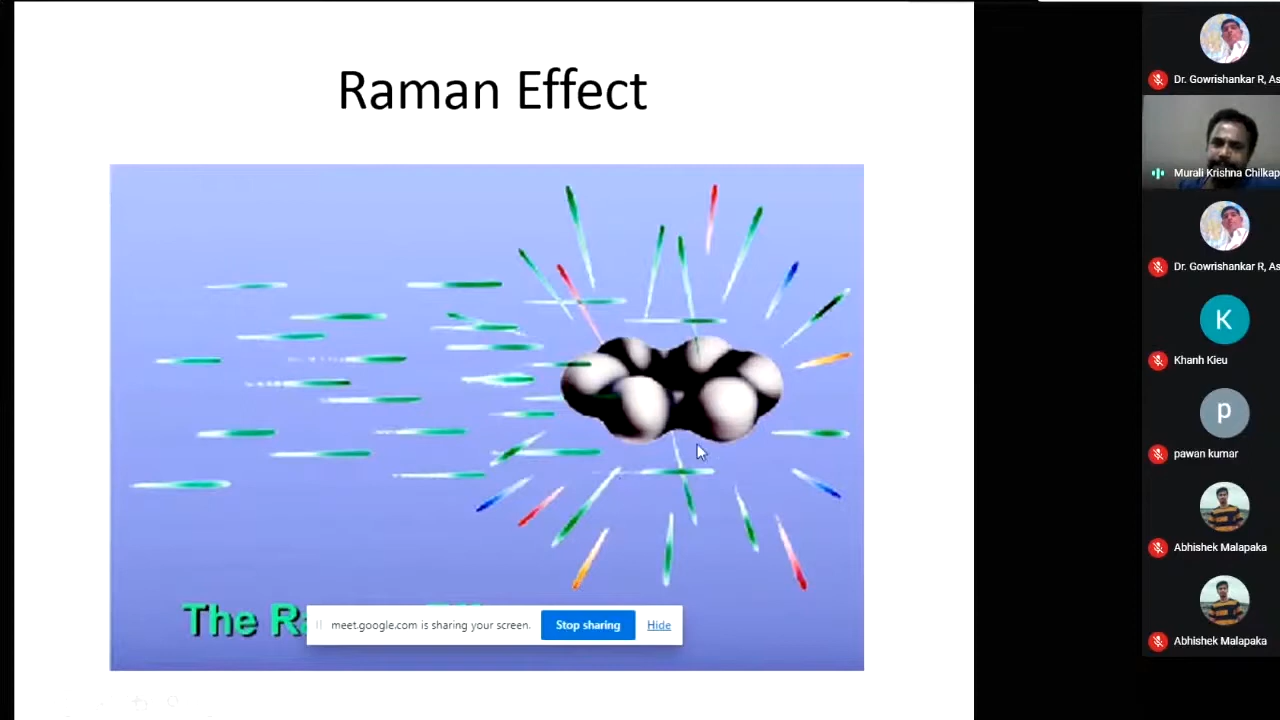 Raman Effect
The Ra
meet.google.com is sharing your screen.
Stop sharing
Hide
Dr. Gowrishankar R, As
Murali Krishna Chilkap
Dr. Gowrishankar R, As
K
Khanh Kieu
p
pawan kumar
Abhishek Malapaka
Abhishek Malapaka